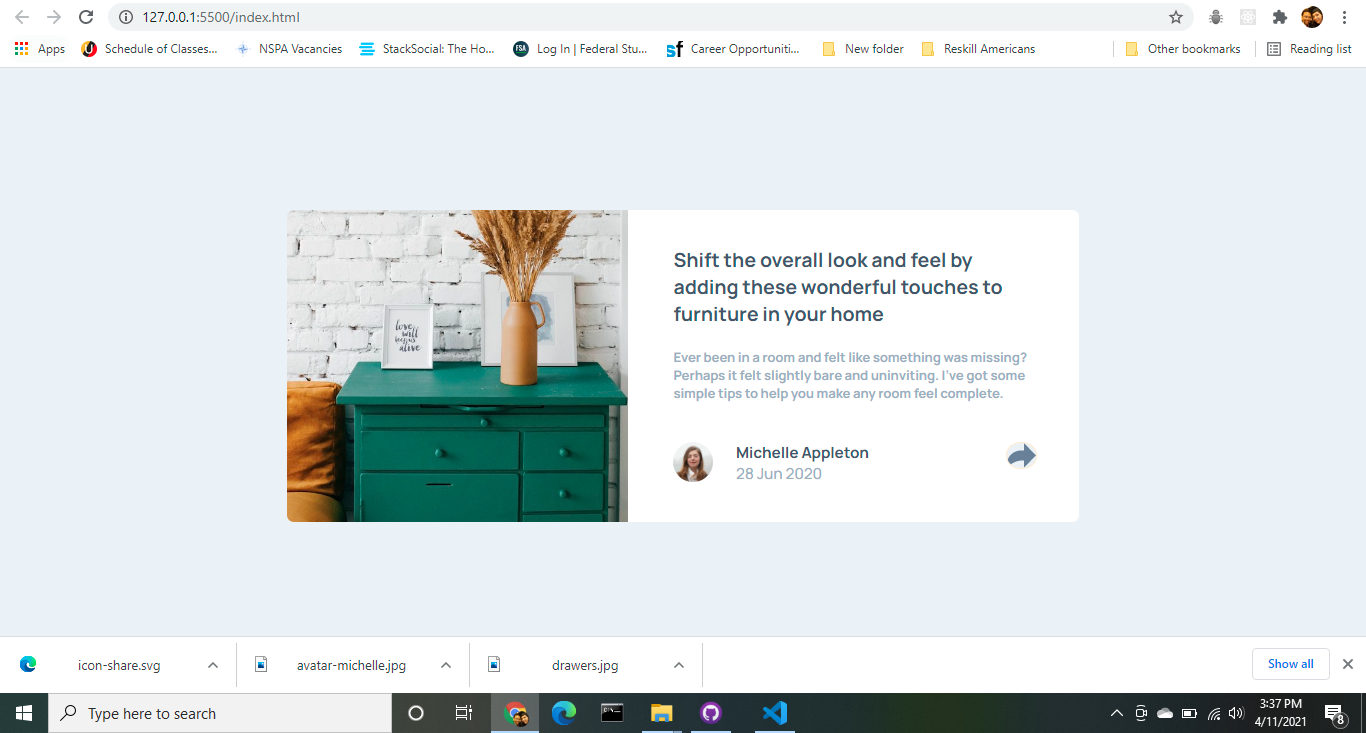 127.0.0.1:5500/index.html
Apps
Schedule of Classes...
NSPA Vacancies
StackSocial: The Ho...
FSA
Log In | Federal Stu...
sf
Career Opportuniti...
New folder
Reskill Americans
Other bookmarks
Reading list
love
will
keep us
alive
Shift the overall look and feel by
adding these wonderful touches to
furniture in your home
Ever been in a room and felt like something was missing?
Perhaps it felt slightly bare and uninviting. I've got some
simple tips to help you make any room feel complete.
Michelle Appleton
28 Jun 2020
icon-share.svg
avatar-michelle.jpg
drawers.jpg
Show all
Type here to search
3:37 PM
4/11/2021
8